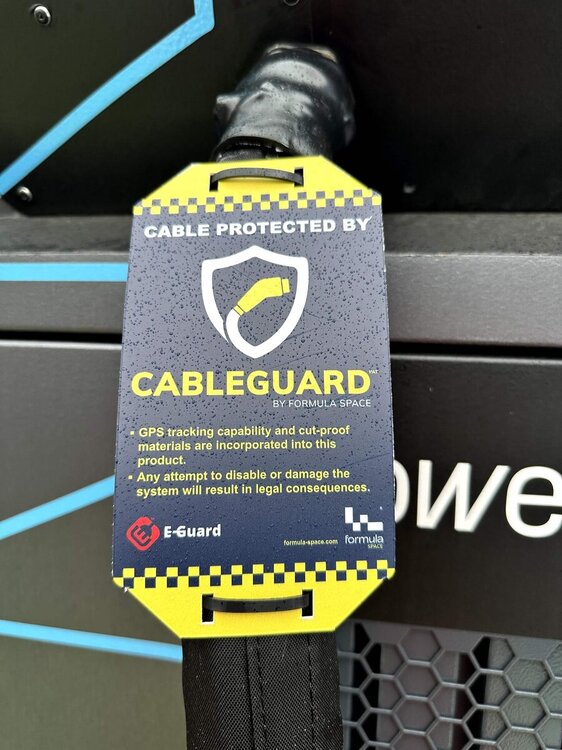 CABLE PROTECTED BY
CABLEGUARD
BY FORMULA SPACE
• GPS tracking capability and cut-proof
materials are incorporated into this
product.
• Any attempt to disable or damage the
system will result in legal consequences.
E-Guard
formula-space.com
formula
SPACE
owe